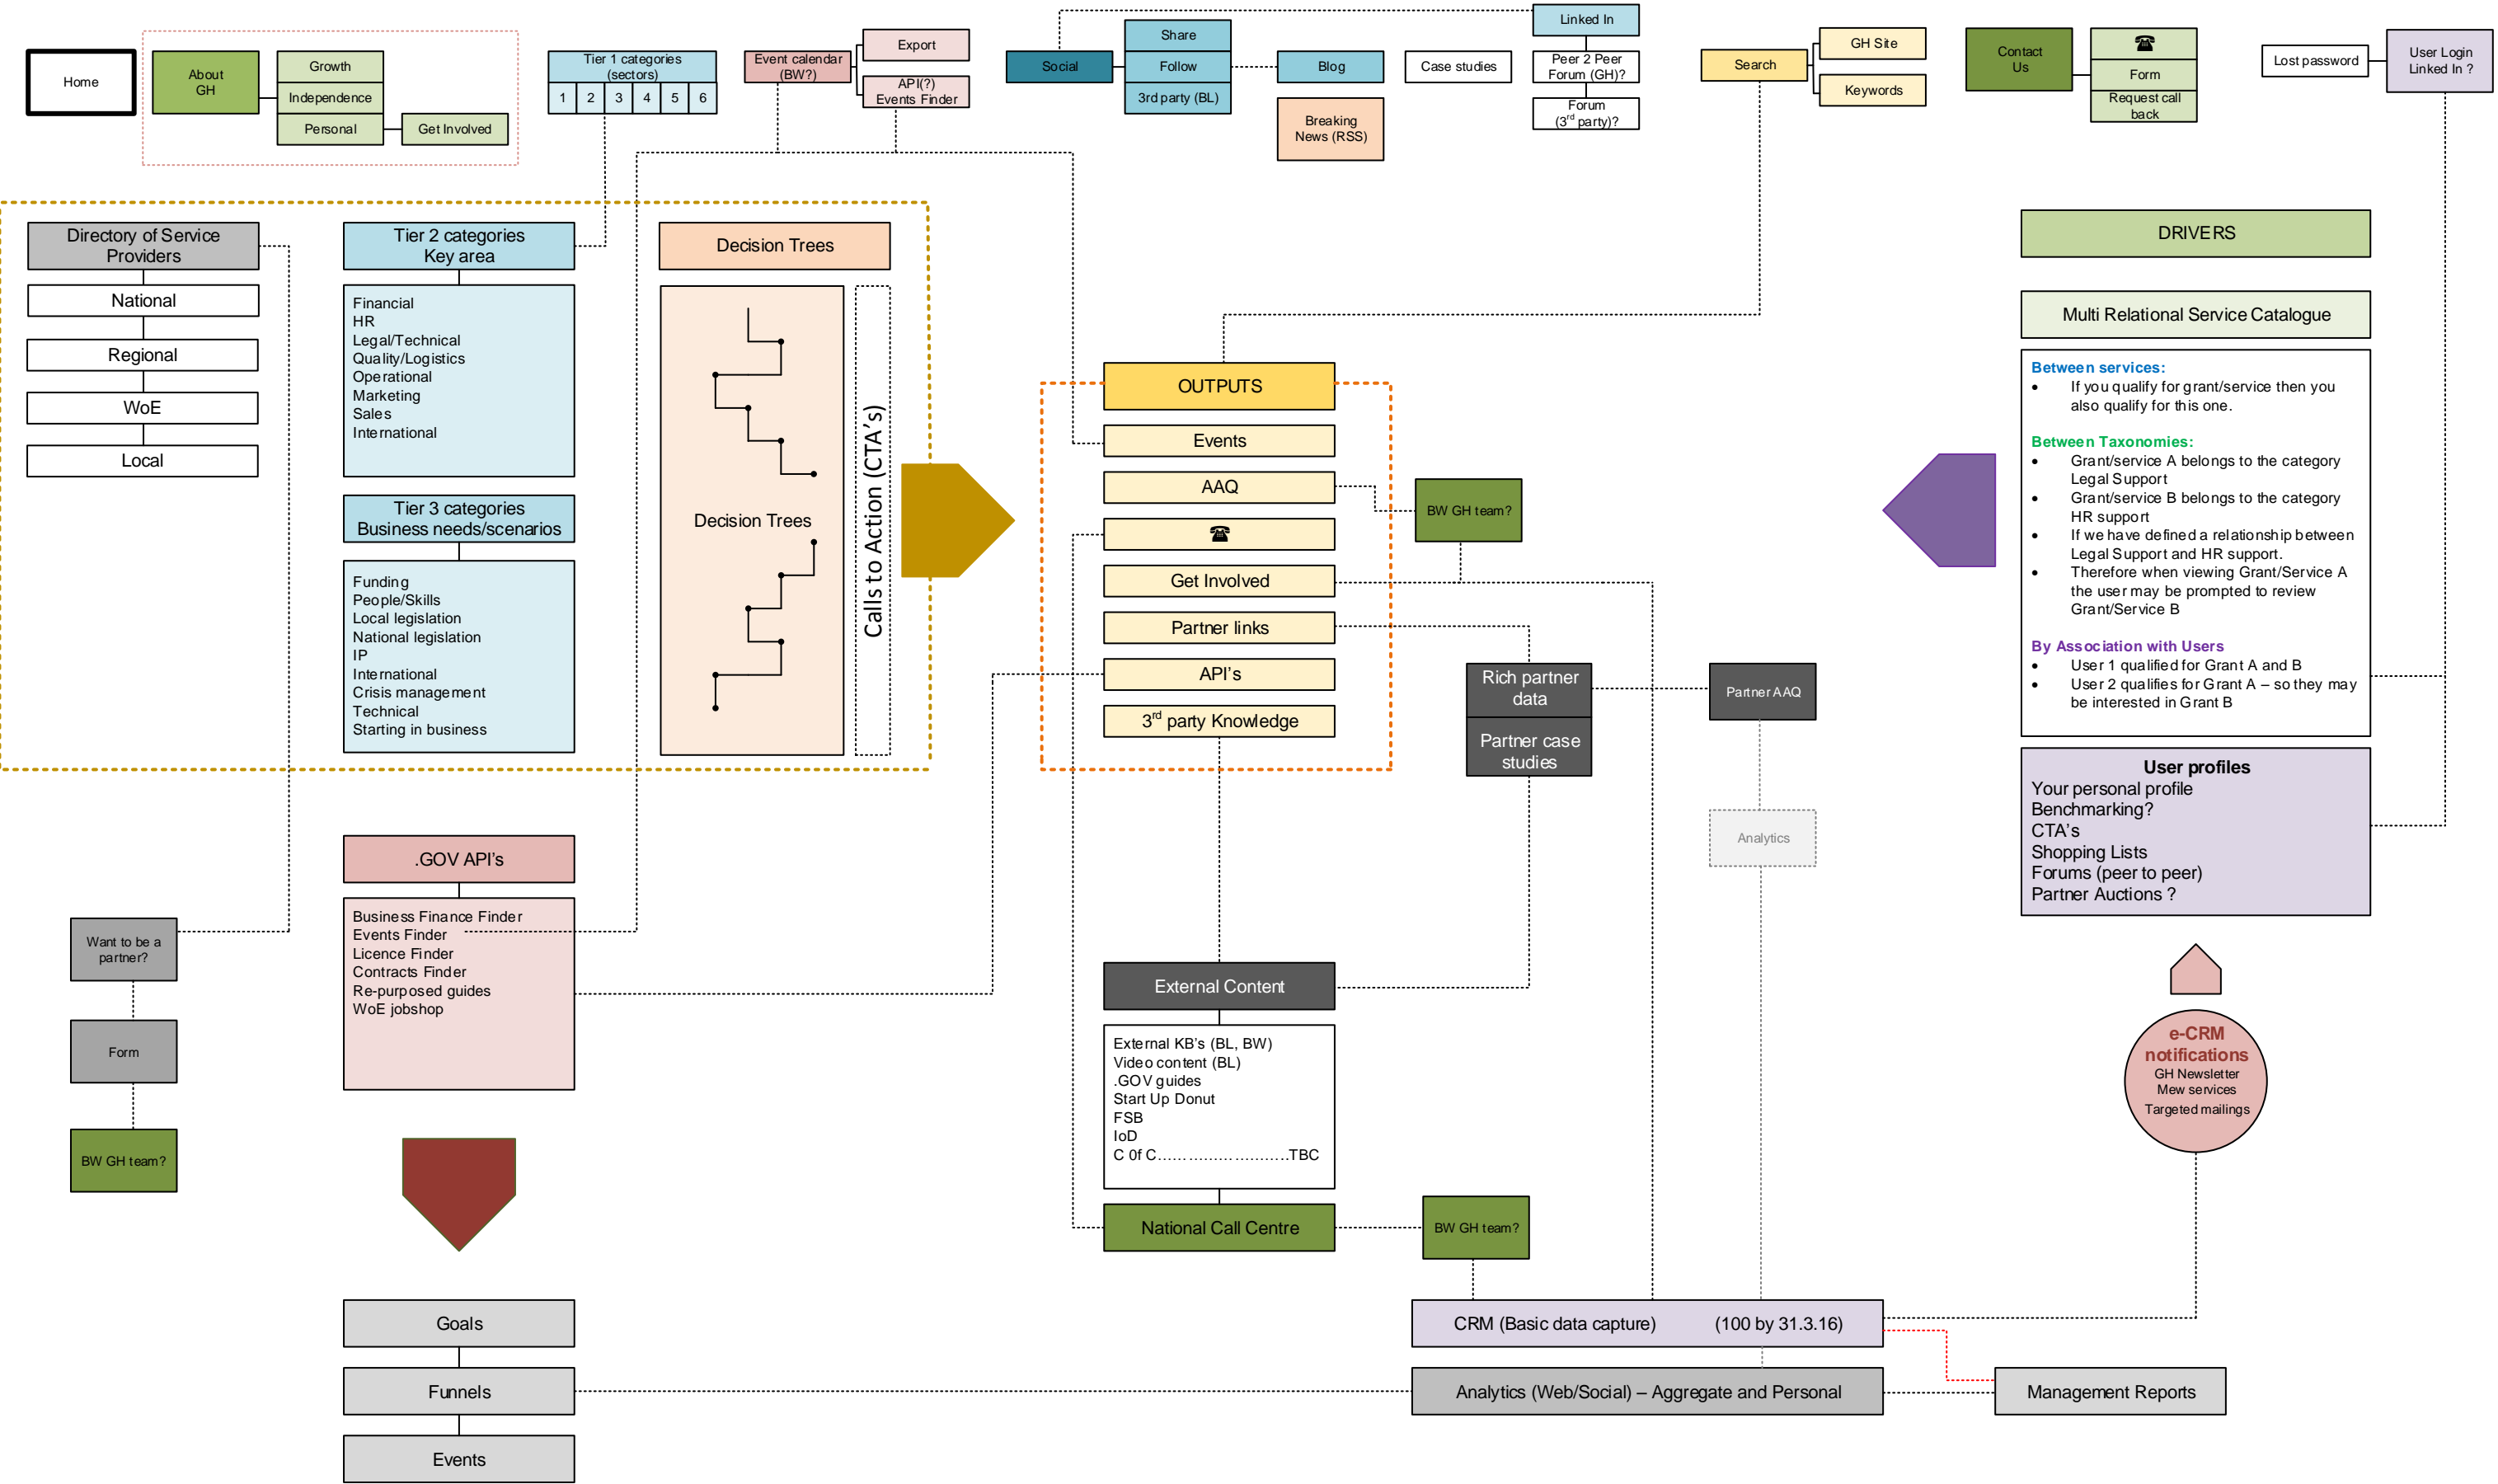 Home
About
GH
Growth
Independence
Personal
Get Involved
Tier 1 categories
(sectors)
1 2 3 4 5 6
Event calendar
(BW?)
Export
API(?)
Events Finder
Social
Share
Follow
3rd party (BL)
Blog
Breaking
News (RSS)
Case studies
Linked In
Peer 2 Peer
Forum (GH)?
Forum
(3rd party)?
Search
GH Site
Keywords
Contact
Us
☎
Form
Request call
back
Lost password
User Login
Linked In ?
Directory of Service
Providers
National
Regional
WoE
Local
Tier 2 categories
Key area
Financial
HR
Legal/Technical
Quality/Logistics
Operational
Marketing
Sales
International
Tier 3 categories
Business needs/scenarios
Funding
People/Skills
Local legislation
National legislation
IP
International
Crisis management
Technical
Starting in business
Decision Trees
Decision Trees
Calls to Action (CTA's)
OUTPUTS
Events
AAQ
☎
Get Involved
Partner links
API's
3rd party Knowledge
BW GH team?
Rich partner
data
Partner case
studies
Partner AAQ
Analytics
DRIVERS
Multi Relational Service Catalogue
Between services:
• If you qualify for grant/service then you
also qualify for this one.
Between Taxonomies:
• Grant/service A belongs to the category
Legal Support
• Grant/service B belongs to the category
HR support
• If we have defined a relationship between
Legal Support and HR support.
• Therefore when viewing Grant/Service A
the user may be prompted to review
Grant/Service B
By Association with Users
• User 1 qualified for Grant A and B
• User 2 qualifies for Grant A – so they may
be interested in Grant B
User profiles
Your personal profile
Benchmarking?
CTA's
Shopping Lists
Forums (peer to peer)
Partner Auctions ?
.GOV API's
Business Finance Finder
Events Finder
Licence Finder
Contracts Finder
Re-purposed guides
WoE jobshop
Want to be a
partner?
Form
BW GH team?
External Content
External KB's (BL, BW)
Video content (BL)
.GOV guides
Start Up Donut
FSB
IoD
C 0f C……………………TBC
National Call Centre
BW GH team?
e-CRM
notifications
GH Newsletter
Mew services
Targeted mailings
Goals
Funnels
Events
CRM (Basic data capture) (100 by 31.3.16)
Analytics (Web/Social) – Aggregate and Personal
Management Reports